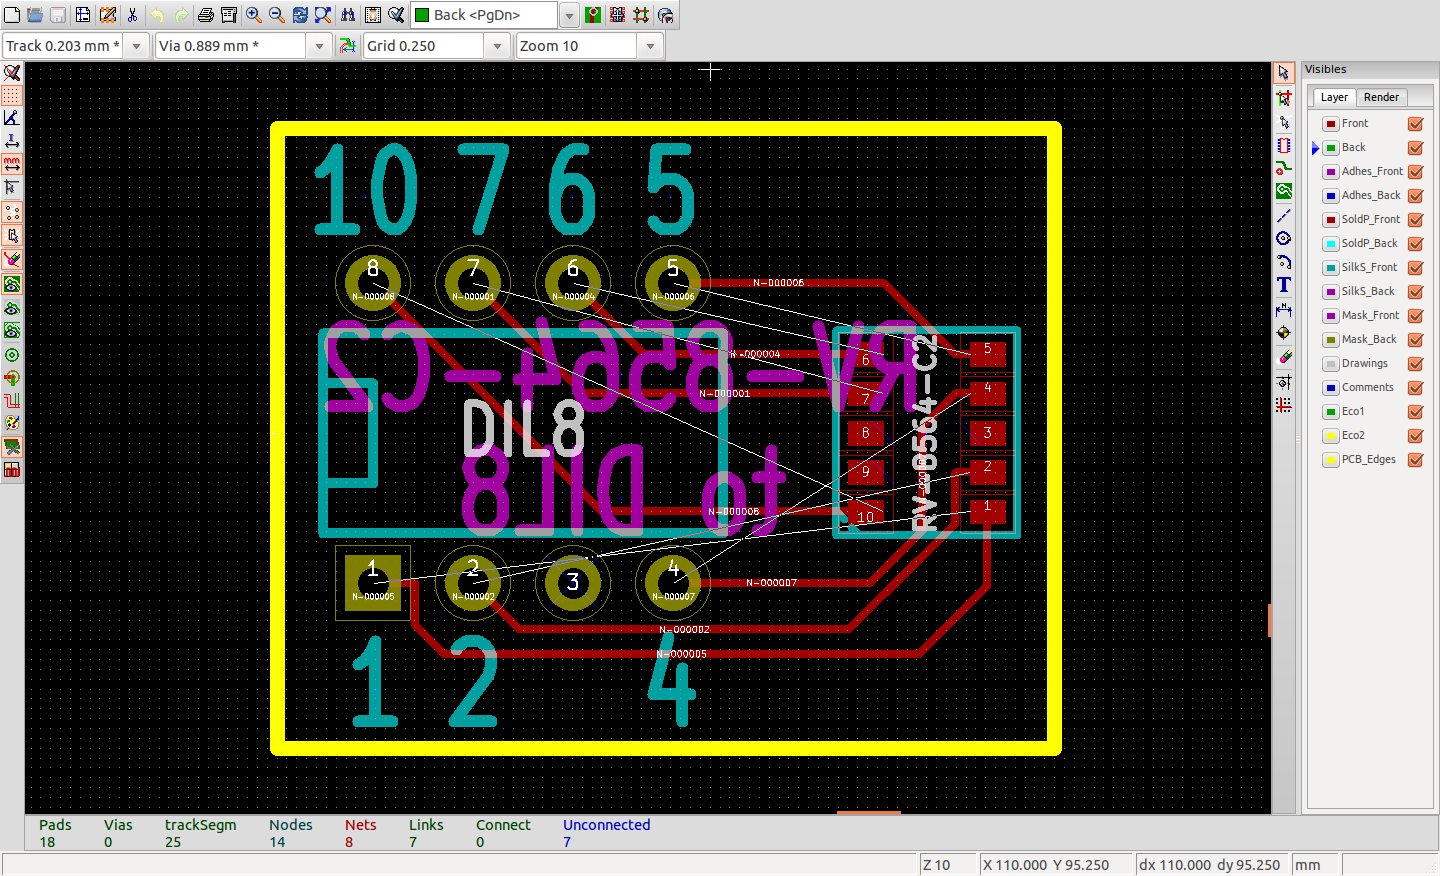 Back <PgDn>
Track 0.203 mm *
Via 0.889 mm *
Grid 0.250
Zoom 10
Visibles
Layer
Render
Front
Back
Adhes_Front
Adhes_Back
SoldP_Front
SoldP_Back
SilkS_Front
SilkS_Back
Mask_Front
Mask_Back
Drawings
Comments
Eco1
Eco2
PCB_Edges
10 7 6 5
8 7 6 5
N-000008 N-000001 N-000004 N-000006
N-000006
RV-8564-C2
N-000004
N-000001
DIL8
to DIL8
N-000008
RV-8564-C2
6
7
8
9
10
5
4
3
2
1
1 2 3 4
N-000005 N-000002 N-000007
N-000007
N-000002
N-000005
1 2 4
Pads Vias trackSegm Nodes Nets Links Connect Unconnected
18 0 25 14 8 7 0 7
Z 10 X 110.000 Y 95.250 dx 110.000 dy 95.250 mm